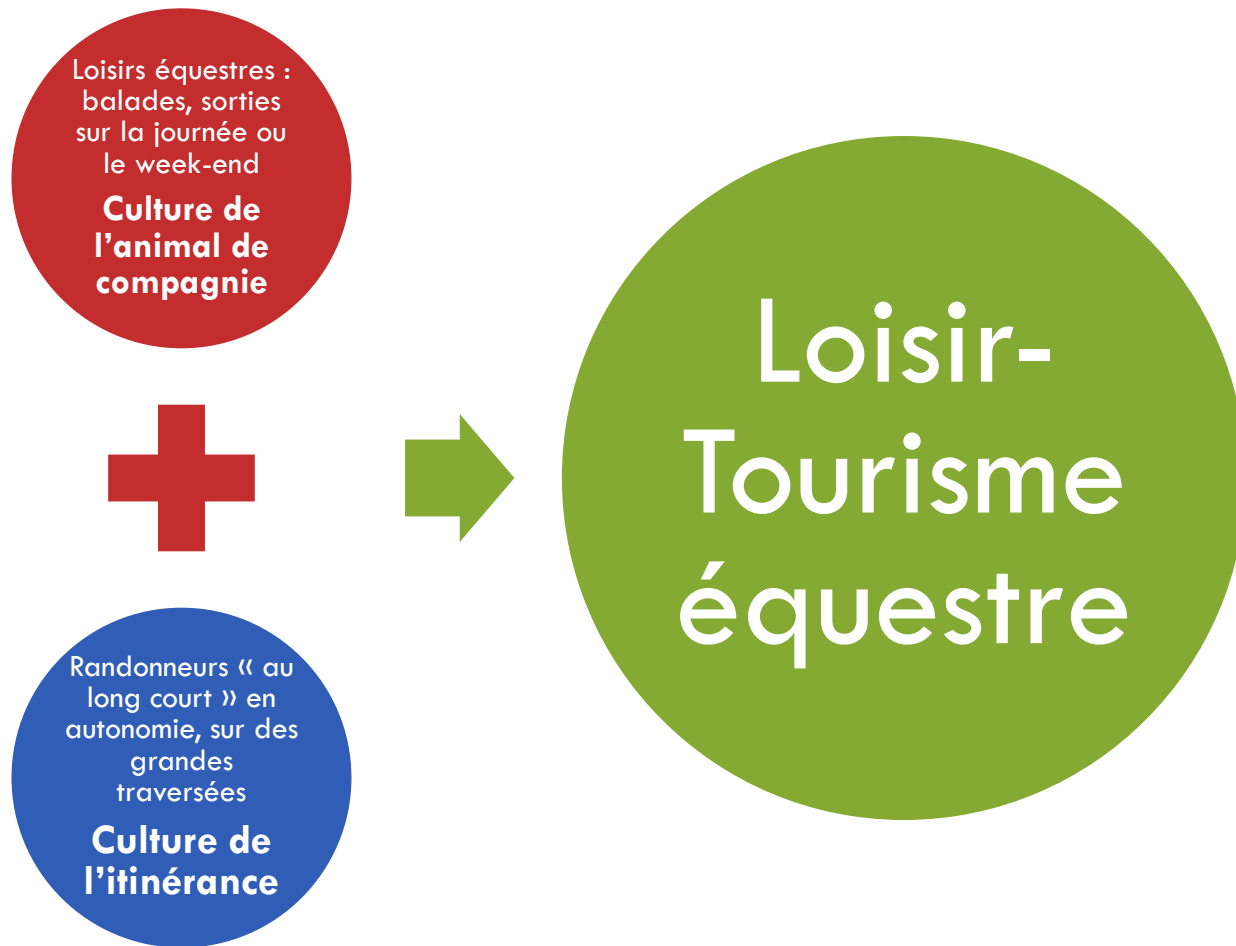 Loisirs équestres :
balades, sorties
sur la journée ou
le week-end
Culture de
l’animal de
compagnie
Randonneurs « au
long court » en
autonomie, sur des
grandes
traversées
Culture de
l’itinérance
Loisir-
Tourisme
équestre